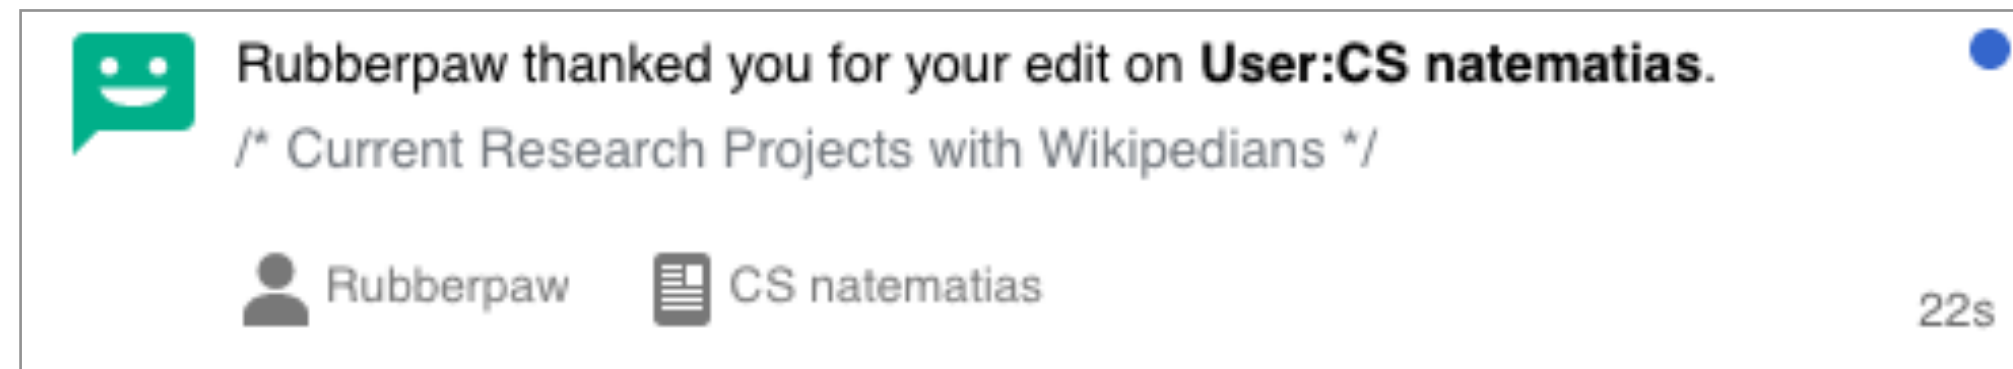 Rubberpaw thanked you for your edit on User:CS natematias.
/* Current Research Projects with Wikipedians */
Rubberpaw CS natematias
22s